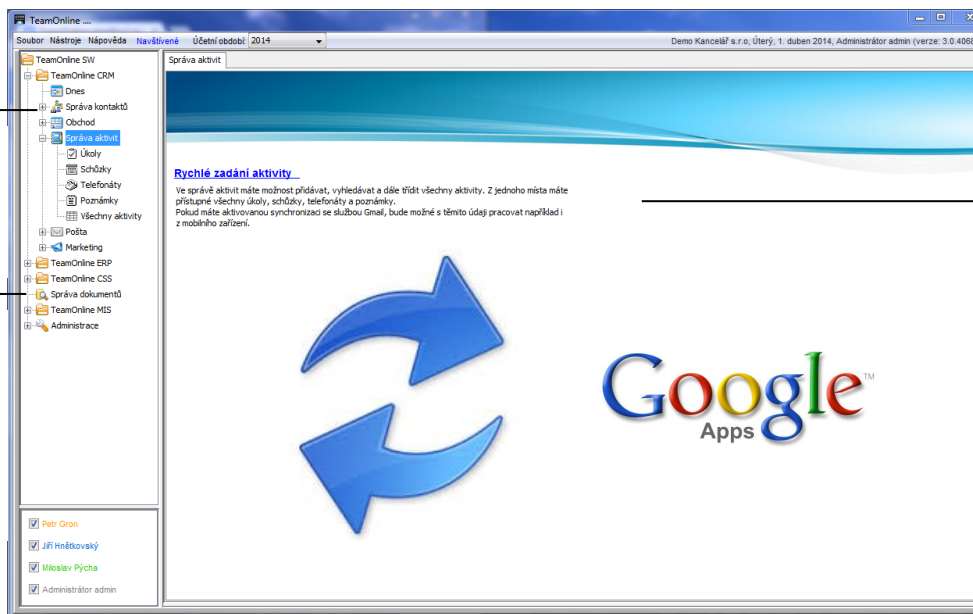 TeamOnline ....
Soubor Nástroje Nápověda Navštívené Účetní období: 2014
Demo Kancelář s.r.o, Úterý, 1. duben 2014, Administrátor admin (verze: 3.0.4068
TeamOnline SW
TeamOnline CRM
Dnes
Správa kontaktů
Obchod
Správa aktivit
Úkoly
Schůzky
Telefonáty
Poznámky
Všechny aktivity
Pošta
Marketing
TeamOnline ERP
TeamOnline CSS
Správa dokumentů
TeamOnline MIS
Administrace
Petr Gron
Jiří Hnětkovský
Miloslav Pýcha
Administrátor admin
Správa aktivit
Rychlé zadání aktivity
Ve správě aktivit máte možnost přidávat, vyhledávat a dále třídit všechny aktivity. Z jednoho místa máte
přístupné všechny úkoly, schůzky, telefonáty a poznámky.
Pokud máte aktivovanou synchronizaci se službou Gmail, bude možné s těmito údaji pracovat například i
z mobilního zařízení.
Google™
Apps